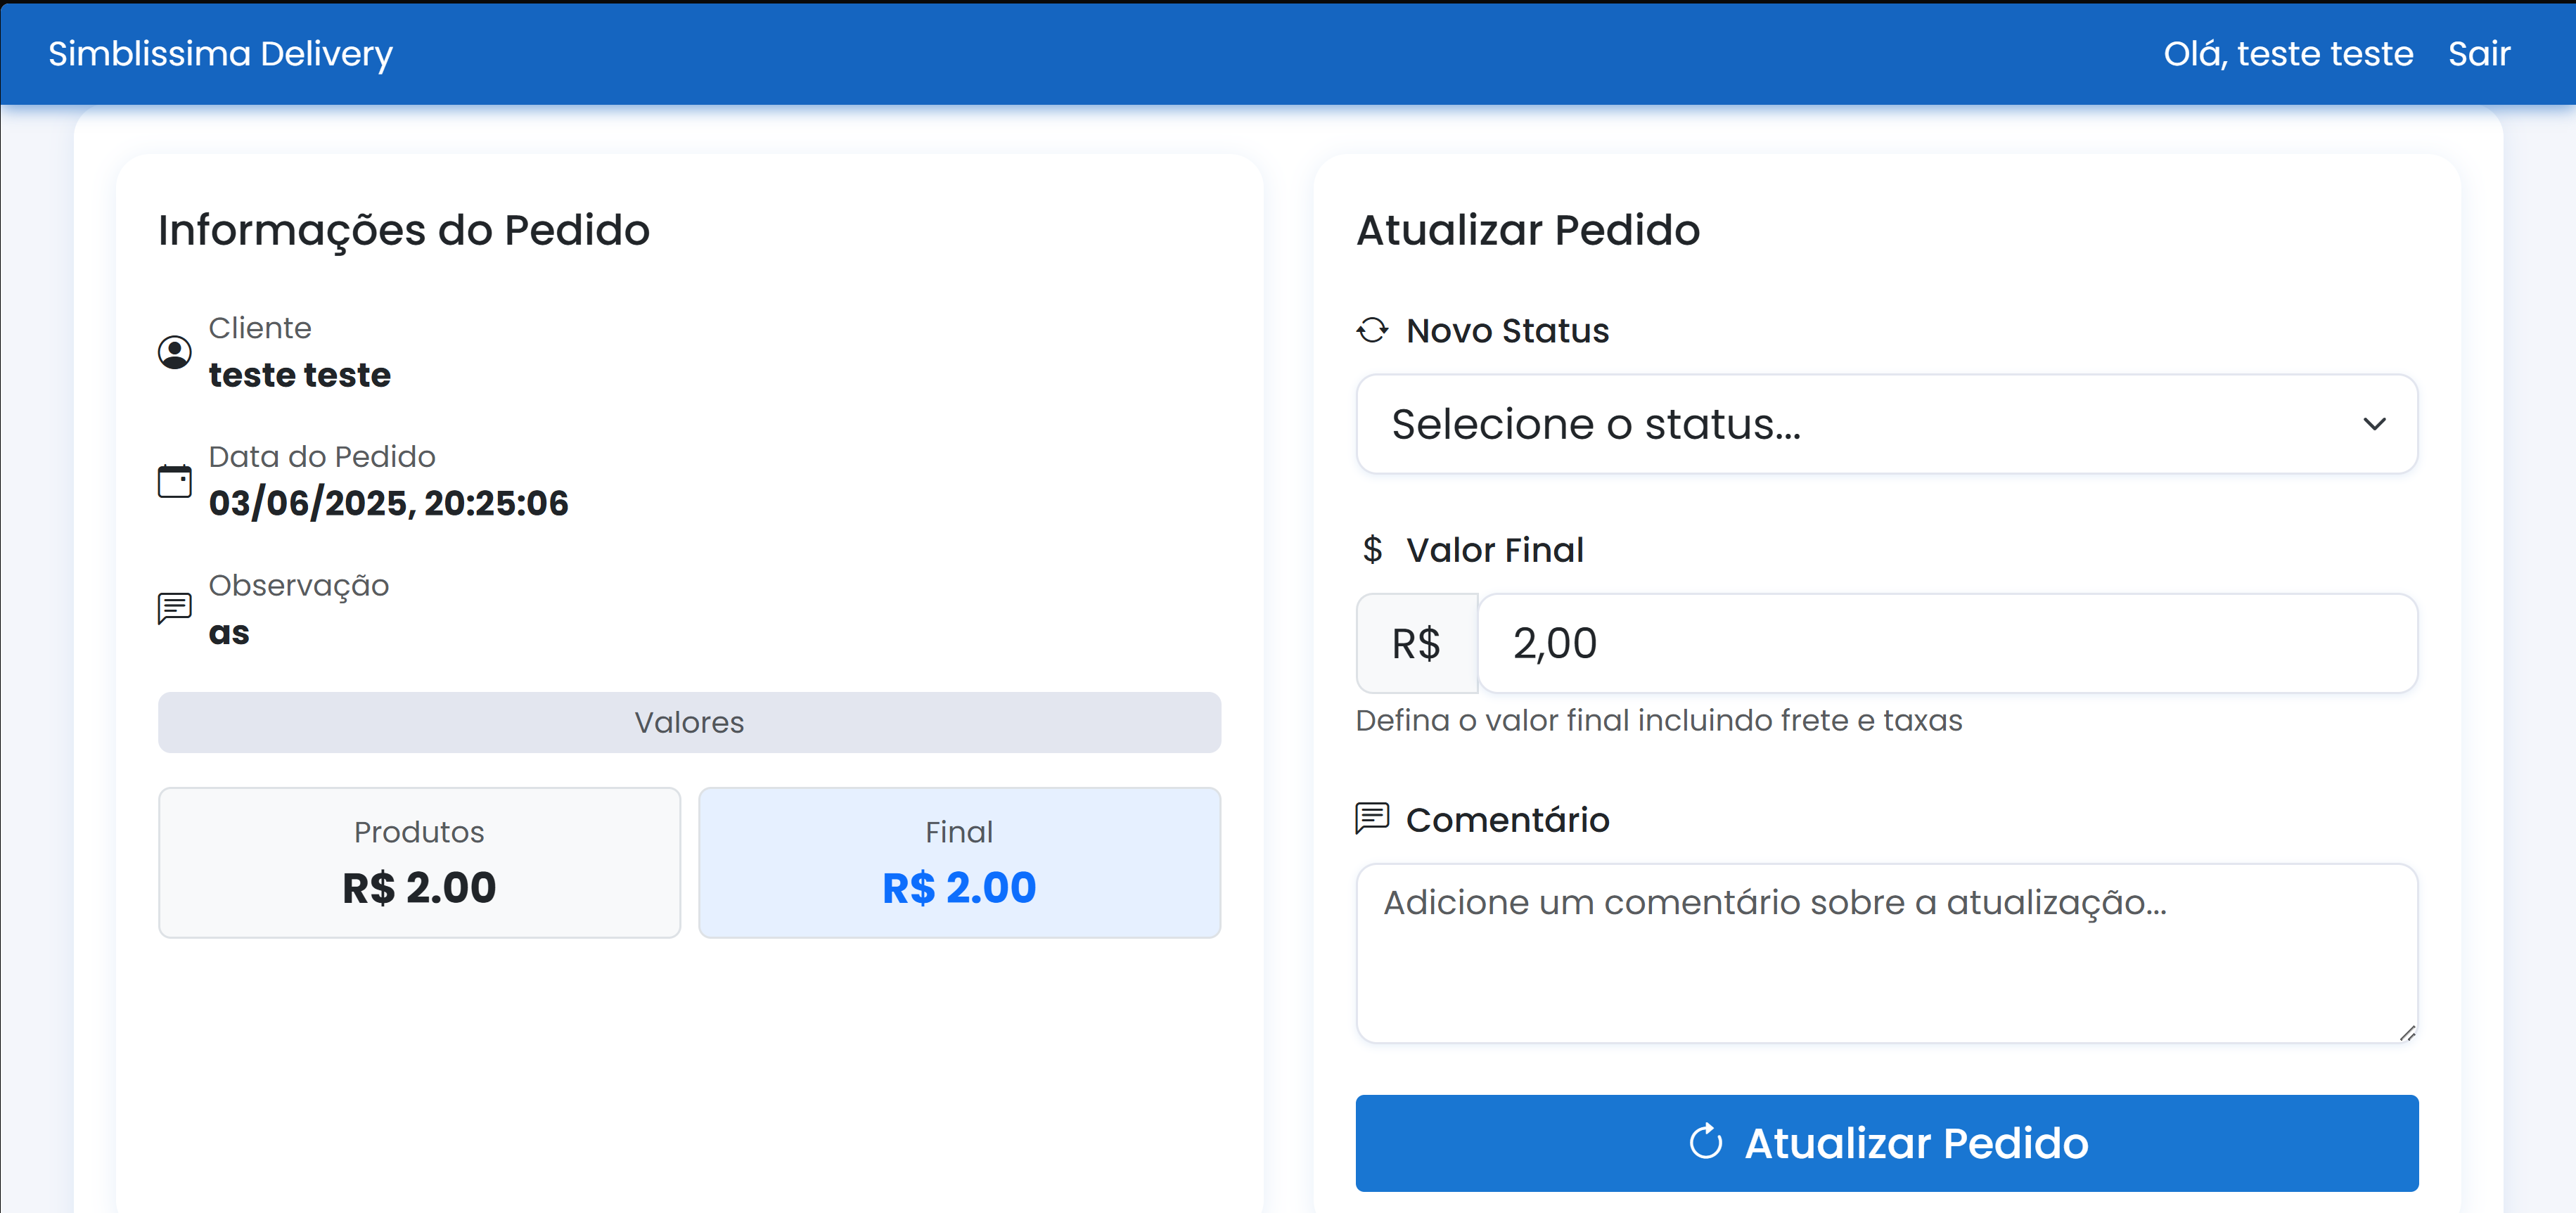 Simblissima Delivery
Olá, teste teste Sair
Informações do Pedido
Cliente
teste teste
Data do Pedido
03/06/2025, 20:25:06
Observação
as
Valores
Produtos
R$ 2.00
Final
R$ 2.00
Atualizar Pedido
Novo Status
Selecione o status...
$ Valor Final
R$ 2,00
Defina o valor final incluindo frete e taxas
Comentário
Adicione um comentário sobre a atualização...
Atualizar Pedido